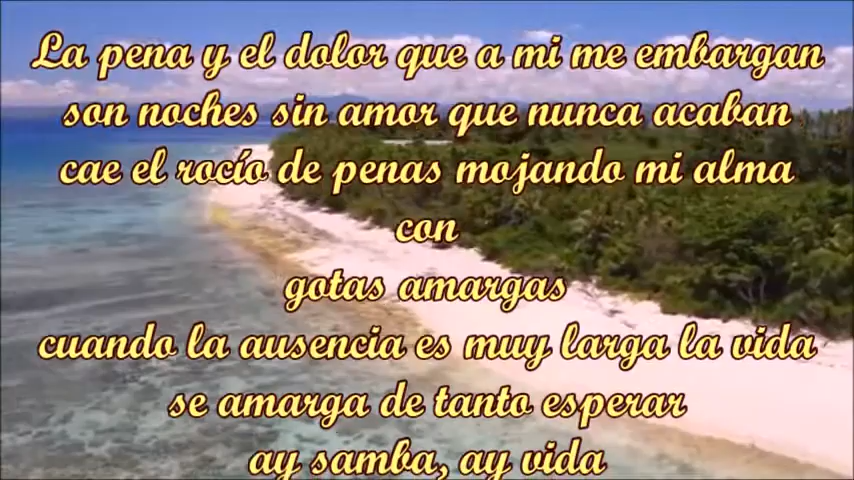 La pena y el dolor que a mi me embargan
son noches sin amor que nunca acaban
cae el rocío de penas mojando mi alma
con
gotas amargas
cuando la ausencia es muy larga la vida
se amarga de tanto esperar
ay samba, ay vida